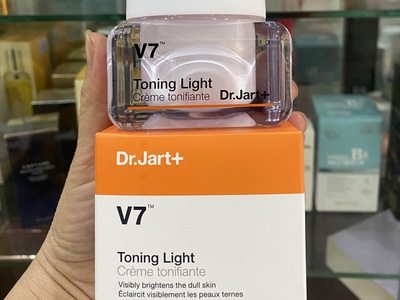 V7™
Toning Light
Crème tonifiante Dr.Jart+
Dr.Jart+
V7™
Toning Light
Crème tonifiante
Visibly brightens the dull skin
Éclaircit visiblement les peaux ternes